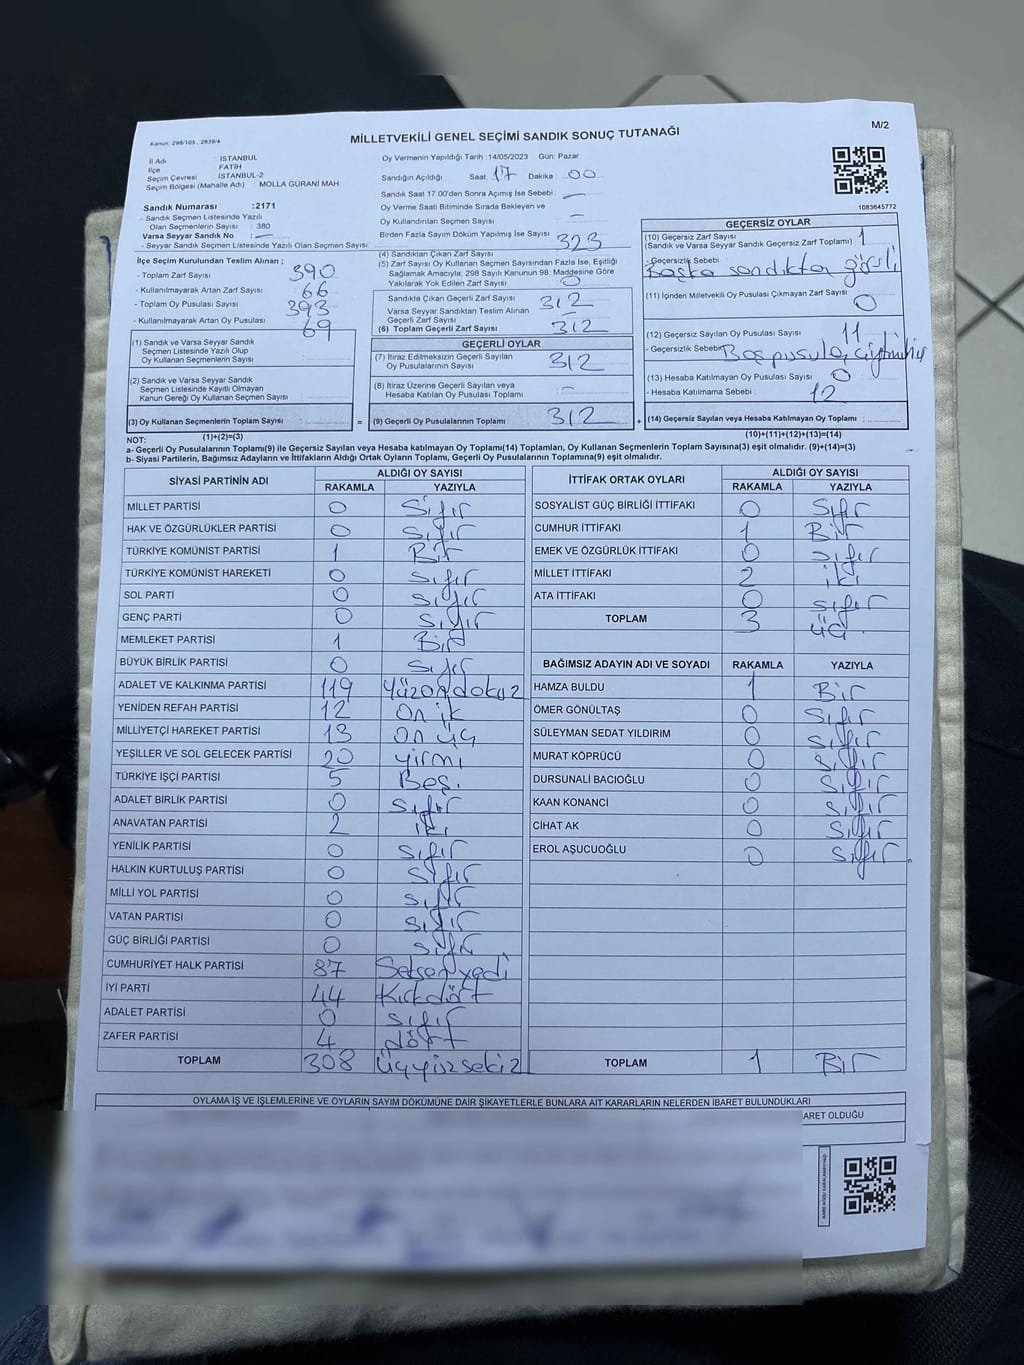 Kanun: 298/105 , 2839/4
MİLLETVEKİLİ GENEL SEÇİMİ SANDIK SONUÇ TUTANAĞI
M/2
İl Adı : İSTANBUL
İlçe : FATİH
Seçim Çevresi : İSTANBUL-2
Seçim Bölgesi (Mahalle Adı) : MOLLA GÜRANİ MAH
Sandık Numarası : 2171
- Sandık Seçmen Listesinde Yazılı
Olan Seçmenlerin Sayısı : 380
Varsa Seyyar Sandık No : —
- Seyyar Sandık Seçmen Listesinde Yazılı Olan Seçmen Sayısı:
Oy Vermenin Yapıldığı Tarih : 14/05/2023 Gün: Pazar
Sandığın Açıldığı Saat: 17 Dakika : 00
Sandık Saat 17:00'den Sonra Açımış İse Sebebi : —
Oy Verme Saati Bitiminde Sırada Bekleyen ve
Oy Kullandırılan Seçmen Sayısı : —
Birden Fazla Sayım Döküm Yapılmış İse Sayısı :
1083645772
İlçe Seçim Kurulundan Teslim Alınan ;
- Toplam Zarf Sayısı : 390
- Kullanılmayarak Artan Zarf Sayısı : 66
- Toplam Oy Pusulası Sayısı : 393
- Kullanılmayarak Artan Oy Pusulası : 69
(1) Sandık ve Varsa Seyyar Sandık
Seçmen Listesinde Yazılı Olup
Oy Kullanan Seçmenlerin Sayısı :
(2) Sandık ve Varsa Seyyar Sandık
Seçmen Listesinde Kayıtlı Olmayan
Kanun Gereği Oy Kullanan Seçmen Sayısı :
(3) Oy Kullanan Seçmenlerin Toplam Sayısı :
(1)+(2)=(3)
(4) Sandıktan Çıkan Zarf Sayısı : 323
(5) Zarf Sayısı Oy Kullanan Seçmen Sayısından Fazla İse, Eşitliği
Sağlamak Amacıyla; 298 Sayılı Kanunun 98. Maddesine Göre
Yakılarak Yok Edilen Zarf Sayısı : 0
Sandıkta Çıkan Geçerli Zarf Sayısı : 312
Varsa Seyyar Sandıktan Teslim Alınan
Geçerli Zarf Sayısı :
(6) Toplam Geçerli Zarf Sayısı : 312
GEÇERLİ OYLAR
(7) İtiraz Edilmeksizin Geçerli Sayılan
Oy Pusulalarının Sayısı : 312
(8) İtiraz Üzerine Geçerli Sayılan veya
Hesaba Katılan Oy Pusulası Toplamı : —
= (9) Geçerli Oy Pusulalarının Toplamı : 312 +
GEÇERSİZ OYLAR
(10) Geçersiz Zarf Sayısı : 1
(Sandık ve Varsa Seyyar Sandık Geçersiz Zarf Toplamı)
- Geçersizlik Sebebi
Başka sandıkta
(11) İçinden Milletvekili Oy Pusulası Çıkmayan Zarf Sayısı : 0
(12) Geçersiz Sayılan Oy Pusulası Sayısı : 11
- Geçersizlik Sebebi: Boş pusula
(13) Hesaba Katılmayan Oy Pusulası Sayısı : 0
- Hesaba Katılmama Sebebi : 12
(14) Geçersiz Sayılan veya Hesaba Katılmayan Oy Toplamı :
(10)+(11)+(12)+(13)=(14)
NOT:
a- Geçerli Oy Pusulalarının Toplamı(9) ile Geçersiz Sayılan veya Hesaba katılmayan Oy Toplamı(14) Toplamları, Oy Kullanan Seçmenlerin Toplam Sayısına(3) eşit olmalıdır. (9)+(14)=(3)
b- Siyasi Partilerin, Bağımsız Adayların ve İttifakların Aldığı Ortak Oyların Toplamı, Geçerli Oy Pusulalarının Toplamına(9) eşit olmalıdır.
SİYASİ PARTİNİN ADI ALDIĞI OY SAYISI
RAKAMLA YAZIYLA
MİLLET PARTİSİ 0 Sıfır
HAK VE ÖZGÜRLÜKLER PARTİSİ 0 Sıfır
TÜRKİYE KOMÜNİST PARTİSİ 1 Bir
TÜRKİYE KOMÜNİST HAREKETİ 0 sıfır
SOL PARTİ 0 sıfır
GENÇ PARTİ 0 sıfır
MEMLEKET PARTİSİ 1 Bir
BÜYÜK BİRLİK PARTİSİ 0 sıfır
ADALET VE KALKINMA PARTİSİ 119 Yüzondokuz
YENİDEN REFAH PARTİSİ 12 On iki
MİLLİYETÇİ HAREKET PARTİSİ 13 On üç
YEŞİLLER VE SOL GELECEK PARTİSİ 20 yirmi
TÜRKİYE İŞÇİ PARTİSİ 5 Beş.
ADALET BİRLİK PARTİSİ 0 sıfır
ANAVATAN PARTİSİ 2 iki
YENİLİK PARTİSİ 0 sıfır
HALKIN KURTULUŞ PARTİSİ 0 sıfır
MİLLİ YOL PARTİSİ 0 sıfır
VATAN PARTİSİ 0 sıfır
GÜÇ BİRLİĞİ PARTİSİ 0 sıfır
CUMHURİYET HALK PARTİSİ 87 Seksenyedi
İYİ PARTİ 44 Kırkdört
ADALET PARTİSİ 0 sıfır
ZAFER PARTİSİ 4 dört
TOPLAM 308 üçyüzsekiz
İTTİFAK ORTAK OYLARI ALDIĞI OY SAYISI
RAKAMLA YAZIYLA
SOSYALİST GÜÇ BİRLİĞİ İTTİFAKI 0 Sıfır
CUMHUR İTTİFAKI 1 Bir
EMEK VE ÖZGÜRLÜK İTTİFAKI 0 sıfır
MİLLET İTTİFAKI 2 iki
ATA İTTİFAKI 0 sıfır
TOPLAM 3 üç.
BAĞIMSIZ ADAYIN ADI VE SOYADI RAKAMLA YAZIYLA
HAMZA BULDU 1 Bir
ÖMER GÖNÜLTAŞ 0 sıfır
SÜLEYMAN SEDAT YILDIRIM 0 sıfır
MURAT KÖPRÜCÜ 0 sıfır
DURSUNALİ BACIOĞLU 0 sıfır
KAAN KONANCİ 0 sıfır
CİHAT AK 0 sıfır
EROL AŞUCUOĞLU 0 sıfır
TOPLAM 1 Bir
OYLAMA İŞ VE İŞLEMLERİNE VE OYLARIN SAYIM DÖKÜMÜNE DAİR ŞİKAYETLERLE BUNLARA AİT KARARLARIN NELERDEN İBARET BULUNDUKLARI
ARET OLDUĞU